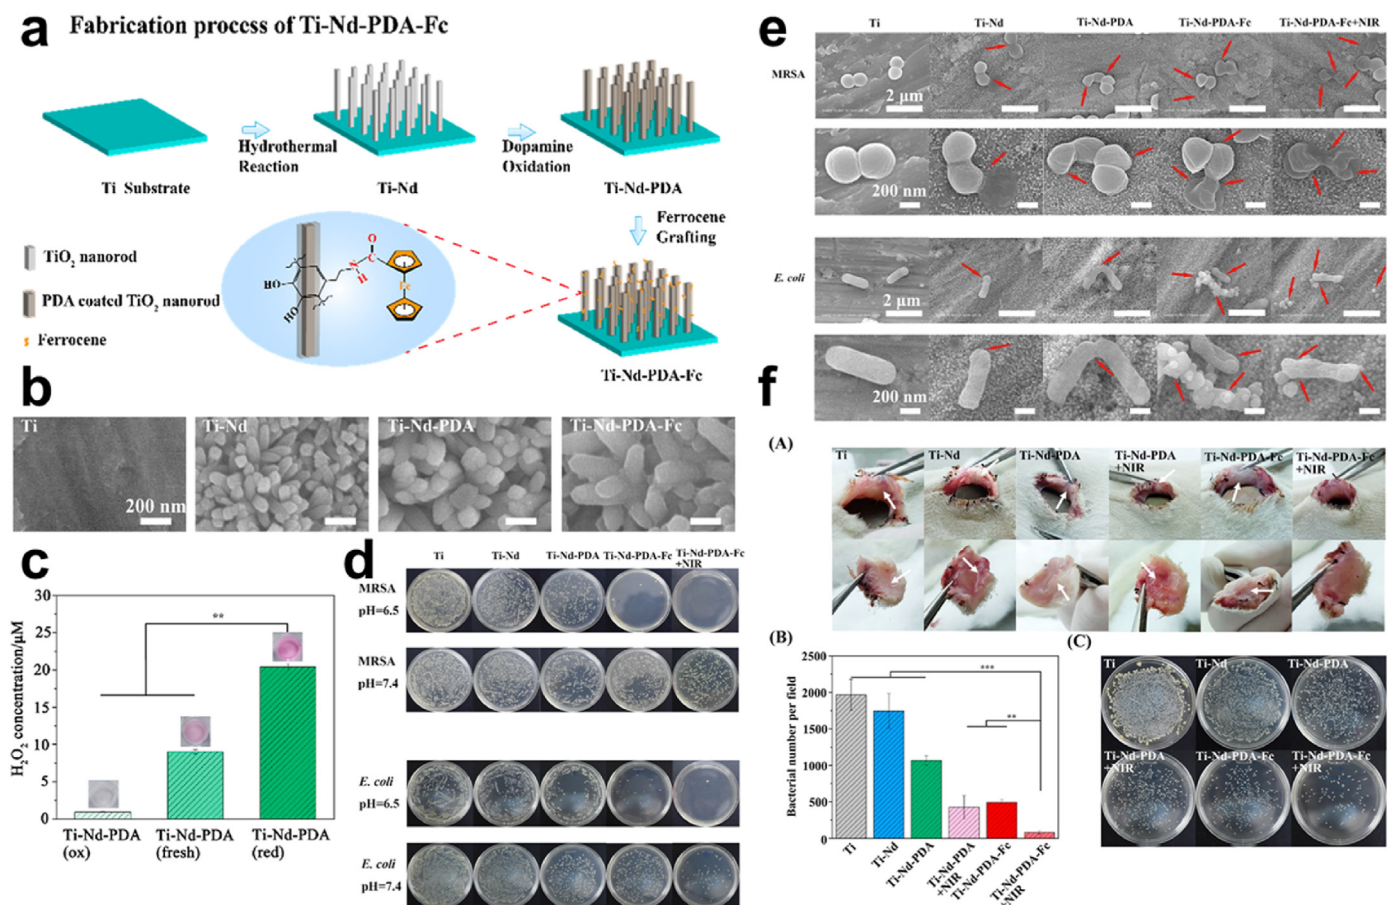 a Fabrication process of Ti-Nd-PDA-Fc
Hydrothermal
Reaction
Dopamine
Oxidation
Ti Substrate
Ti-Nd
Ti-Nd-PDA
Ferrocene
Grafting
TiO2 nanorod
PDA coated TiO2 nanorod
Ferrocene
HO
HO
O
C
N
H
Fe
Ti-Nd-PDA-Fc
b
Ti
200 nm
Ti-Nd
Ti-Nd-PDA
Ti-Nd-PDA-Fc
c
H2O2 concentration/μM
30
25
20
15
10
5
0
**
Ti-Nd-PDA
(ox)
Ti-Nd-PDA
(fresh)
Ti-Nd-PDA
(red)
d
Ti
Ti-Nd
Ti-Nd-PDA
Ti-Nd-PDA-Fc
Ti-Nd-PDA-Fc
+NIR
MRSA
pH=6.5
MRSA
pH=7.4
E. coli
pH=6.5
E. coli
pH=7.4
e
Ti
Ti-Nd
Ti-Nd-PDA
Ti-Nd-PDA-Fc
Ti-Nd-PDA-Fc+NIR
MRSA
2 μm
200 nm
E. coli
2 μm
200 nm
f
(A)
Ti
Ti-Nd
Ti-Nd-PDA
Ti-Nd-PDA
+NIR
Ti-Nd-PDA-Fc
Ti-Nd-PDA-Fc
+NIR
(B)
Bacterial number per field
2500
2000
1750
1500
1250
500
0
***
**
Ti
Ti-Nd
Ti-Nd-PDA
Ti-Nd-PDA
+NIR
Ti-Nd-PDA-Fc
Ti-Nd-PDA-Fc
+NIR
(C)
Ti
Ti-Nd
Ti-Nd-PDA
Ti-Nd-PDA
+NIR
Ti-Nd-PDA-Fc
Ti-Nd-PDA-Fc
+NIR